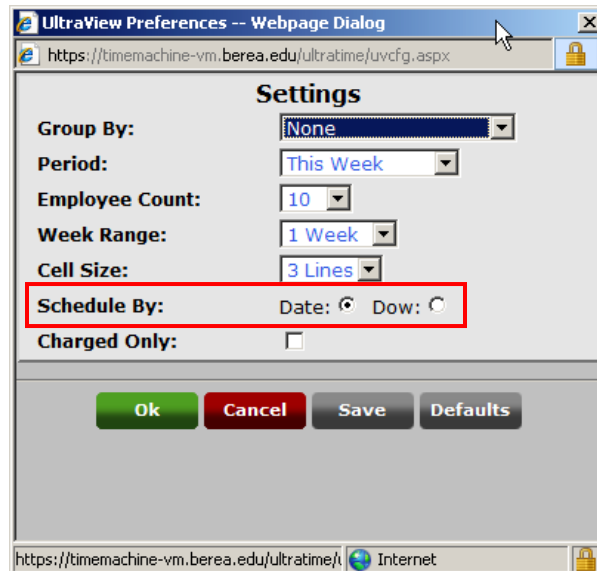 UltraView Preferences -- Webpage Dialog
https://timemachine-vm.berea.edu/ultratime/uvcfg.aspx
Settings
Group By: None
Period: This Week
Employee Count: 10
Week Range: 1 Week
Cell Size: 3 Lines
Schedule By: Date: Dow:
Charged Only:
Ok Cancel Save Defaults
https://timemachine-vm.berea.edu/ultratime/ Internet